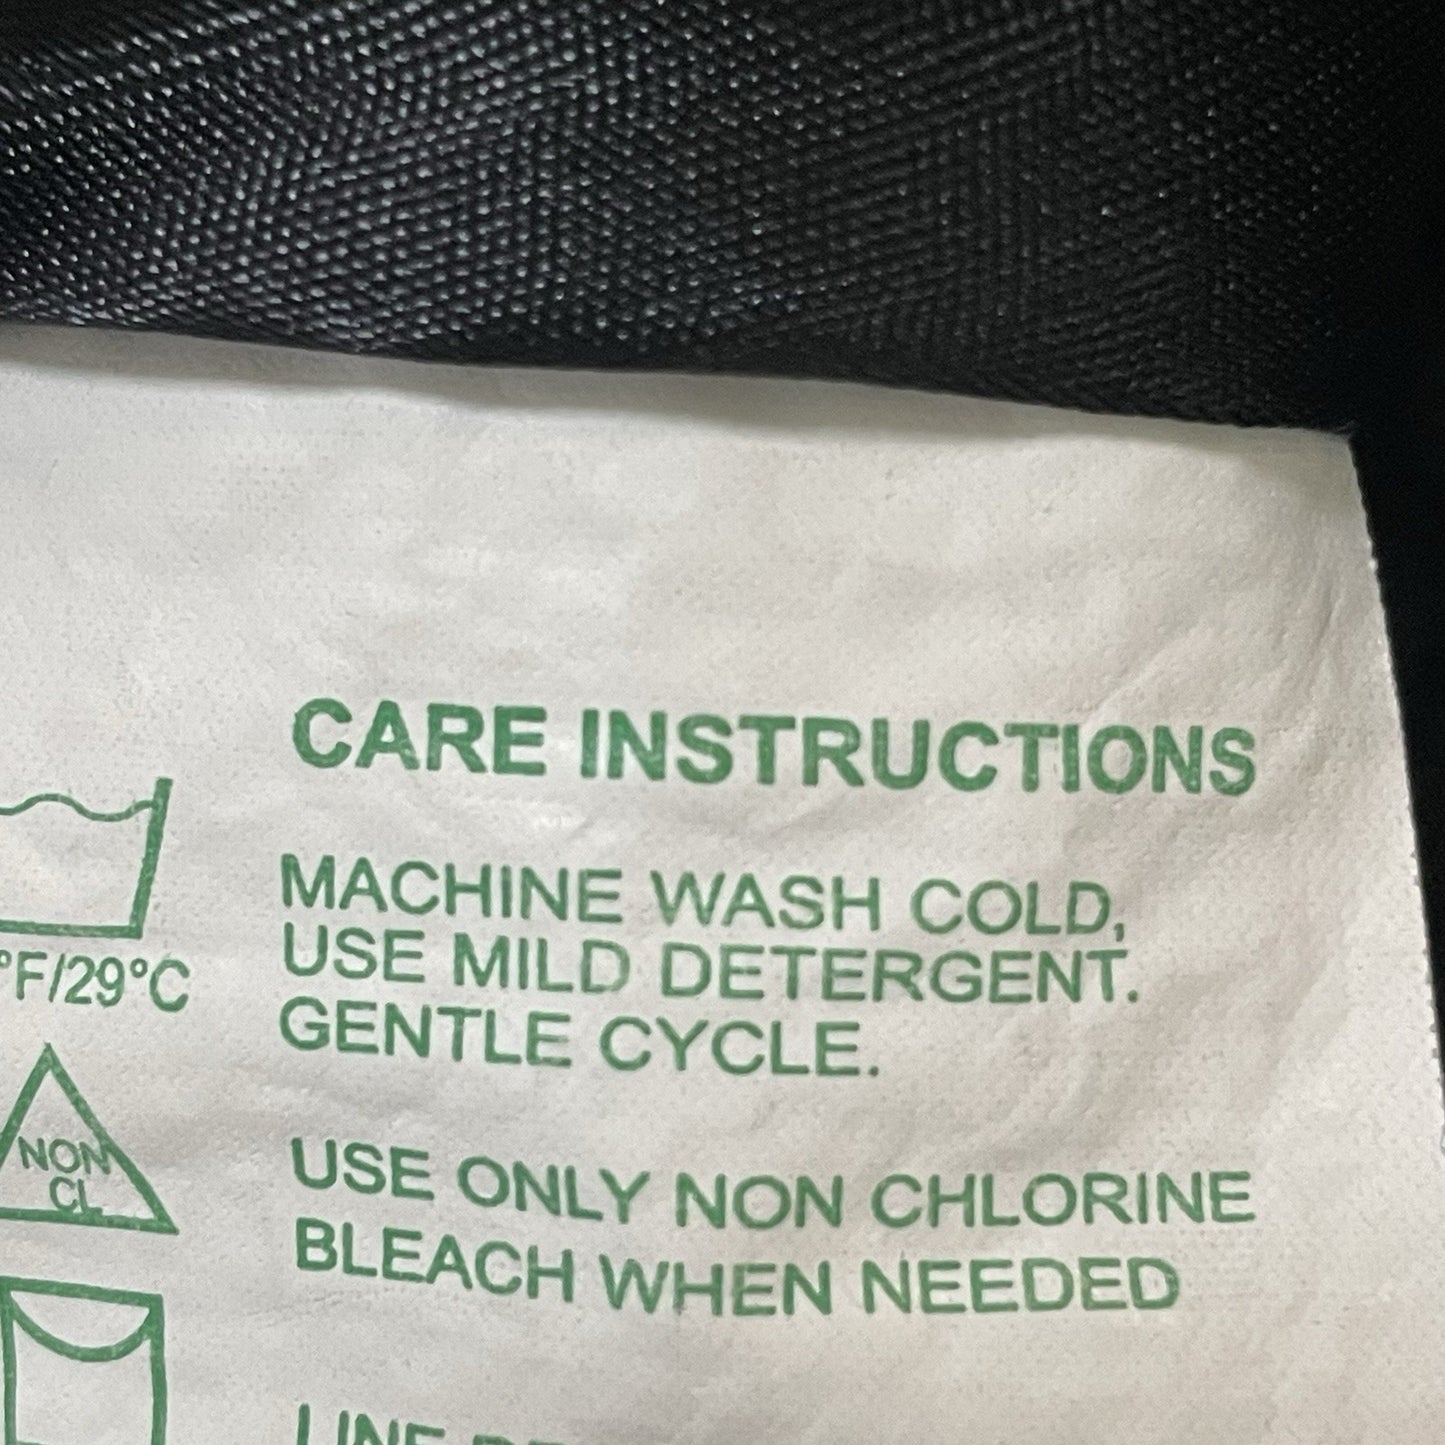 CARE INSTRUCTIONS
MACHINE WASH COLD,
USE MILD DETERGENT.
GENTLE CYCLE.
°F/29°C
USE ONLY NON CHLORINE
BLEACH WHEN NEEDED
NON
CL
LINE